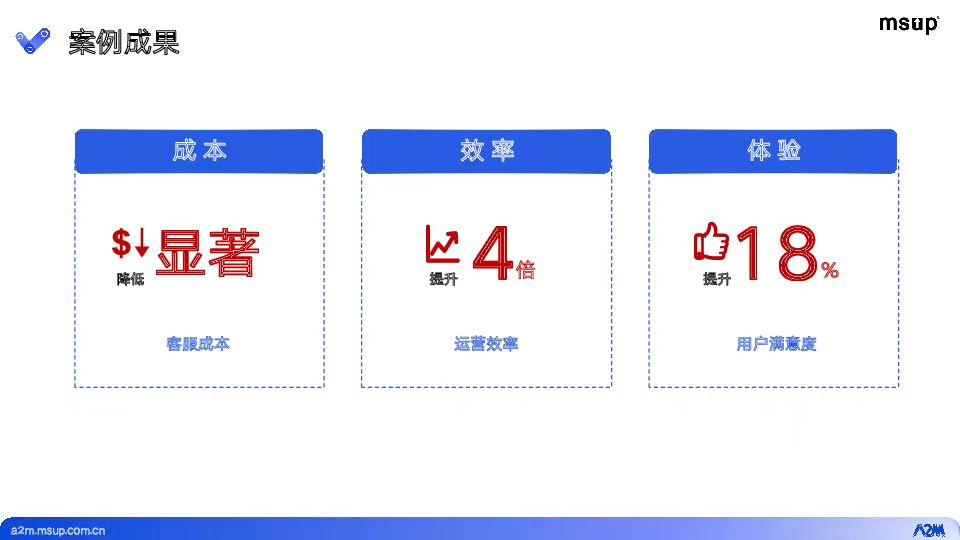 案例成果
msup
成本
$ 显著
降低
客服成本
效率
4倍
提升
运营效率
体验
18%
提升
用户满意度
a2m.msup.com.cn
A2M